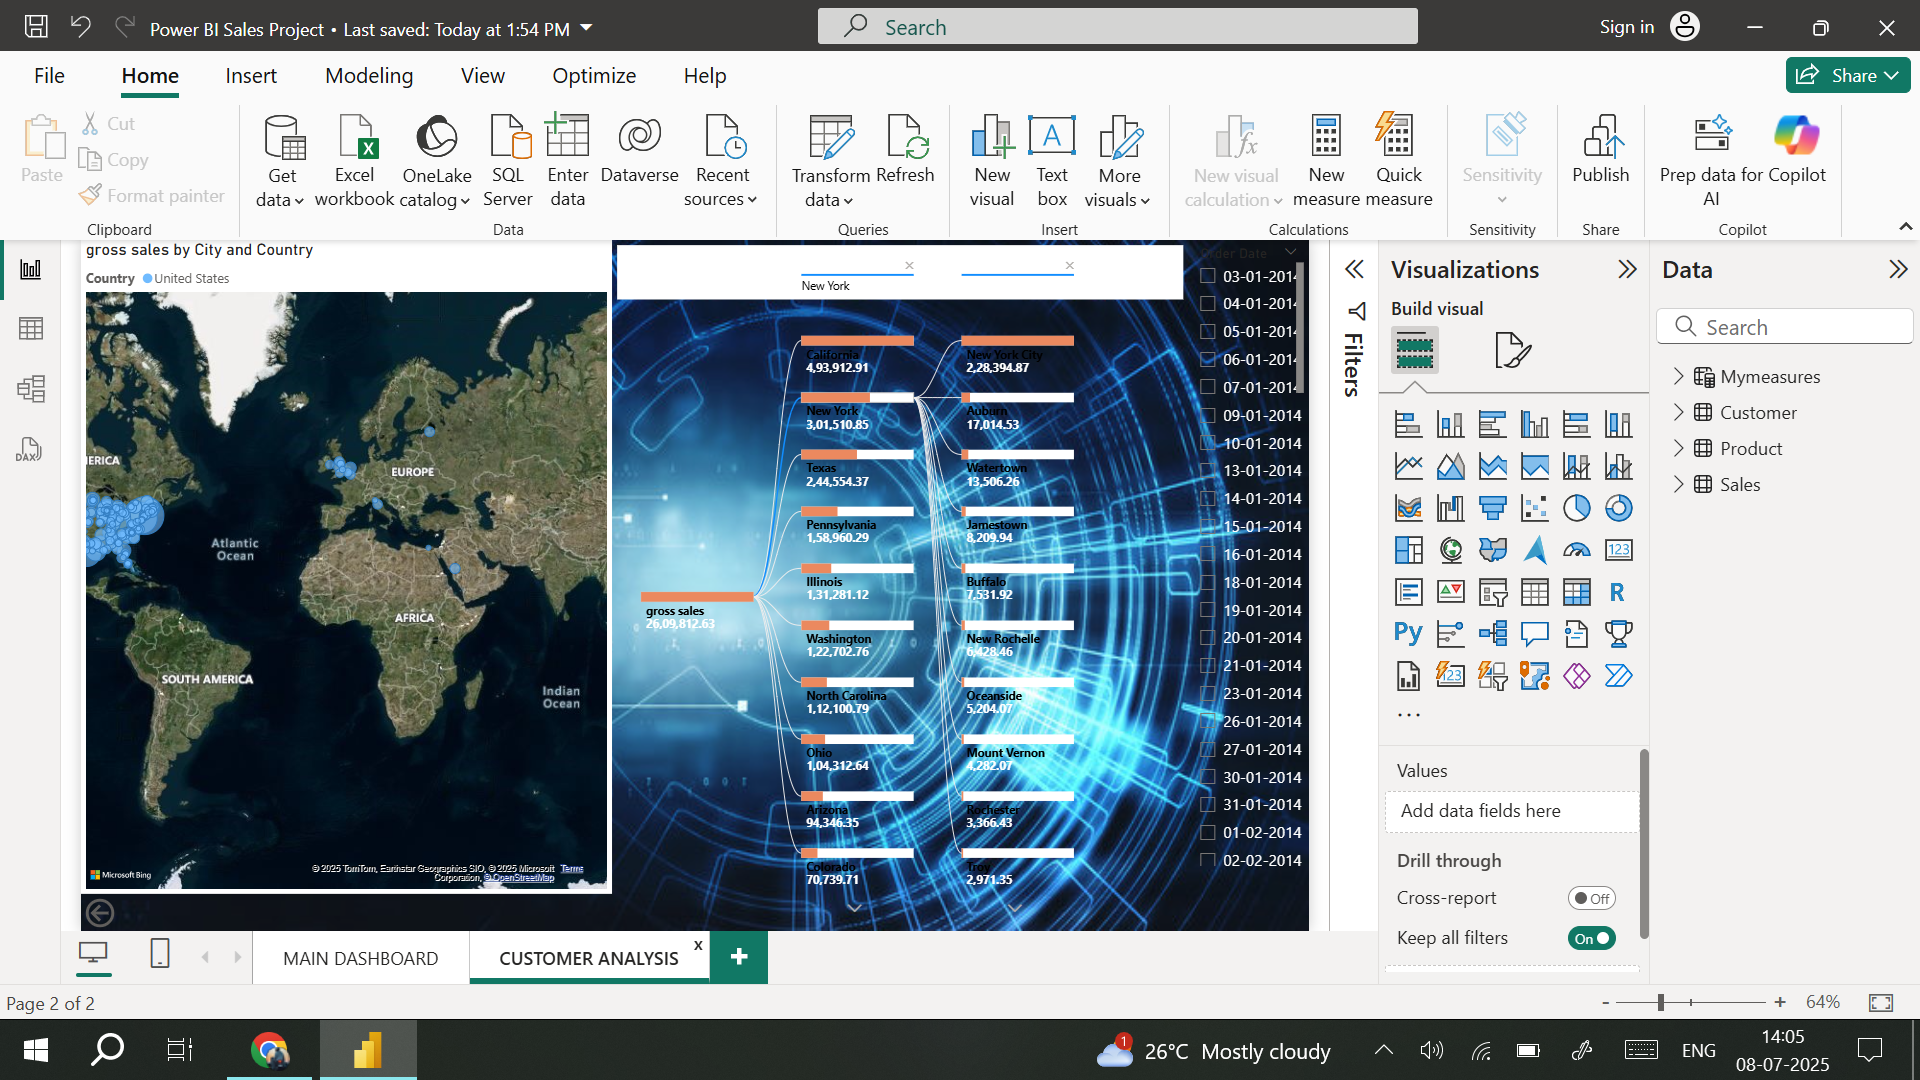 Power BI Sales Project • Last saved: Today at 1:54 PM
Search
Sign in
File
Home
Insert
Modeling
View
Optimize
Help
Share
Paste
Cut
Copy
Format painter
Clipboard
Get data
Excel workbook
OneLake catalog
SQL Server
Enter data
Dataverse
Recent sources
Data
Transform data
Refresh
Queries
New visual
Text box
More visuals
Insert
New visual calculation
New measure
Quick measure
Calculations
Sensitivity
Sensitivity
Publish
Share
Prep data for AI
Copilot
Copilot
gross sales by City and Country
Country United States
ERICA
EUROPE
Atlantic Ocean
AFRICA
SOUTH AMERICA
Indian Ocean
Microsoft Bing
© 2025 TomTom, Earthstar Geographics SIO, © 2025 Microsoft Corporation, © OpenStreetMap Terms
New York
gross sales
26,09,812.63
California
4,93,912.91
New York
3,01,510.85
Texas
2,44,554.37
Pennsylvania
1,58,960.29
Illinois
1,31,281.12
Washington
1,22,702.76
North Carolina
1,12,100.79
Ohio
1,04,312.64
Arizona
94,346.35
Colorado
70,739.71
New York City
2,28,394.87
Auburn
17,014.53
Watertown
13,506.26
Jamestown
8,209.94
Buffalo
7,531.92
New Rochelle
6,428.46
Oceanside
5,204.07
Mount Vernon
4,282.07
Rochester
3,366.43
Troy
2,971.35
Order Date
03-01-2014
04-01-2014
05-01-2014
06-01-2014
07-01-2014
09-01-2014
10-01-2014
13-01-2014
14-01-2014
15-01-2014
16-01-2014
18-01-2014
19-01-2014
20-01-2014
21-01-2014
23-01-2014
26-01-2014
27-01-2014
30-01-2014
31-01-2014
01-02-2014
02-02-2014
Filters
Visualizations
Build visual
123
R
Py
123
Values
Add data fields here
Drill through
Cross-report
Off
Keep all filters
On
Data
Search
Mymeasures
Customer
Product
Sales
DAX
MAIN DASHBOARD
CUSTOMER ANALYSIS
x
+
Page 2 of 2
- + 64%
1
26°C Mostly cloudy
ENG
14:05
08-07-2025